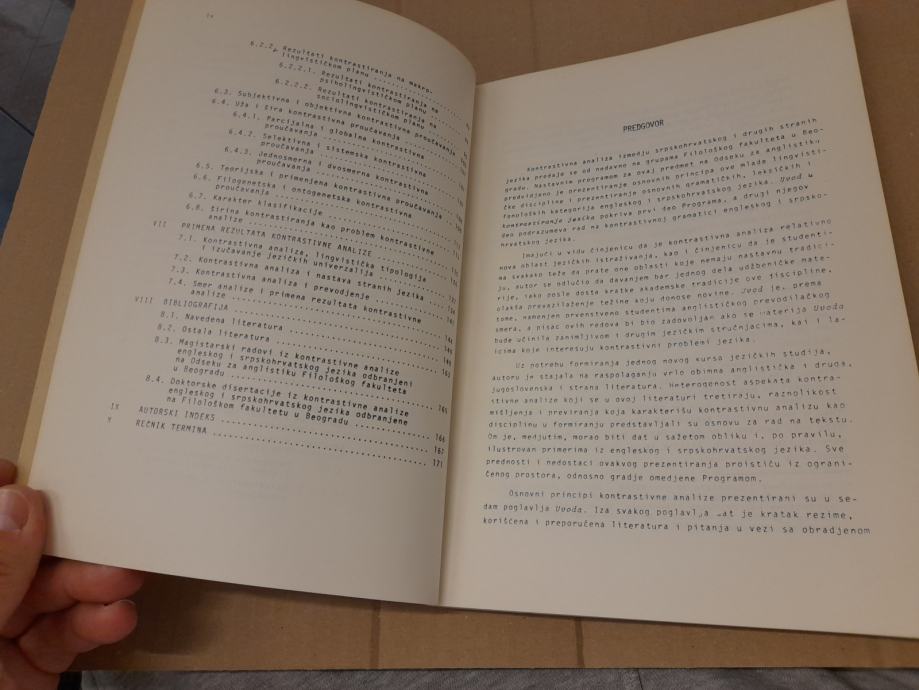 6.2.2. Rezultati kontrastiranja na makro-
lingvističkom planu
6.2.2.1. Rezultati kontrastiranja na
psiholingvističkom planu
6.2.2.2. Rezultati kontrastiranja na
sociolingvističkom planu
6.3. Subjektivna i objektivna kontrastivna proučavanja
6.4. Uža i šira kontrastivna proučavanja
6.4.1. Parcijalna i globalna kontrastivna
proučavanja
6.4.2. Selektivna i sistemska kontrastivna
proučavanja
6.4.3. Jednosmerna i dvosmerna kontrastivna
proučavanja
6.5. Teorijska i primenjena kontrastivna proučavanja
6.6. Filogenetska i ontogenetska kontrastivna
proučavanja
6.7. Karakter klasifikacije
6.8. Širina kontrastiranja kao problem kontrastivne
analize
VII PRIMENA REZULTATA KONTRASTIVNE ANALIZE
7.1. Kontrastivna analiza, lingvistička tipologija
i izučavanje jezičkih univerzalija
7.2. Kontrastivna analiza i nastava stranih jezika
7.3. Kontrastivna analiza i prevodjenje
7.4. Smer analize i primena rezultata kontrastivne
analize
VIII BIBLIOGRAFIJA
8.1. Navedena literatura
8.2. Ostala literatura
8.3. Magistarski radovi iz kontrastivne analize
engleskog i srpskohrvatskog jezika odbranjeni
na Odseku za anglistiku Filološkog fakulteta
u Beogradu
8.4. Doktorske disertacije iz kontrastivne analize
engleskog i srpskohrvatskog jezika odbranjene
na Filološkom fakultetu u Beogradu 166
IX AUTORSKI INDEKS 167
X REČNIK TERMINA 171
PREDGOVOR
Kontrastivna analiza izmedju srpskohrvatskog i drugih stranih
jezika predaje se od nedavno na grupama Filološkog fakulteta u Beo-
gradu. Nastavnim programom za ovaj predmet na Odseku za anglistiku
predvidjeno je prezentiranje osnovnih principa ove mlade lingvisti-
čke discipline i prezentiranje osnovnih gramatičkih, leksičkih i
fonoloških kategorija engleskog i srpskohrvatskog jezika. Uvod u
kontrastiranje jezika pokriva prvi deo Programa, a drugi njegov
deo podrazumeva rad na kontrastivnoj gramatici engleskog i srpsko-
hrvatskog jezika.
Imajući u vidu činjenicu da je kontrastivna analiza relativno
nova oblast jezičkih istraživanja, kao i činjenicu da je studenti-
ma svakako teže da prate one oblasti koje nemaju nastavnu tradici-
ju, autor se odlučio da davanjem bar jednog dela udžbeničke mate-
rije, iako posle dosta kratke akademske tradicije ove discipline,
olakša prevazilaženje težine koju donose novine. Uvod je, prema
tome, namenjen prvenstveno studentima anglističkog prevodilačkog
smera, a pisac ovih redova bi bio zadovoljan ako se materija Uvoda
bude učinila zanimljivom i drugim jezičkim stručnjacima, kai i la-
icima koje interesuju kontrastivni problemi jezika.
Uz potrebu formiranja jednog novog kursa jezičkih studija,
autoru je stajala na raspolaganju vrlo obimna anglistička i druga,
jugoslovenska i strana literatura. Heterogenost aspekata kontra-
stivne analize koji se u ovoj literaturi tretiraju, raznolikost
mišljenja i previranja koja karakterišu kontrastivnu analizu kao
disciplinu u formiranju predstavljali su osnovu za rad na tekstu.
On je, medjutim, morao biti dat u sažetom obliku i, po pravilu,
ilustrovan primerima iz engleskog i srpskohrvatskog jezika. Sve
prednosti i nedostaci ovakvog prezentiranja proističu iz ograni-
čenog prostora, odnosno gradje omedjene Programom.
Osnovni principi kontrastivne analize prezentirani su u se-
dam poglavlja Uvoda. Iza svakog poglavlja dat je kratak rezime,
korišćena i preporučena literatura i pitanja u vezi sa obradjenom